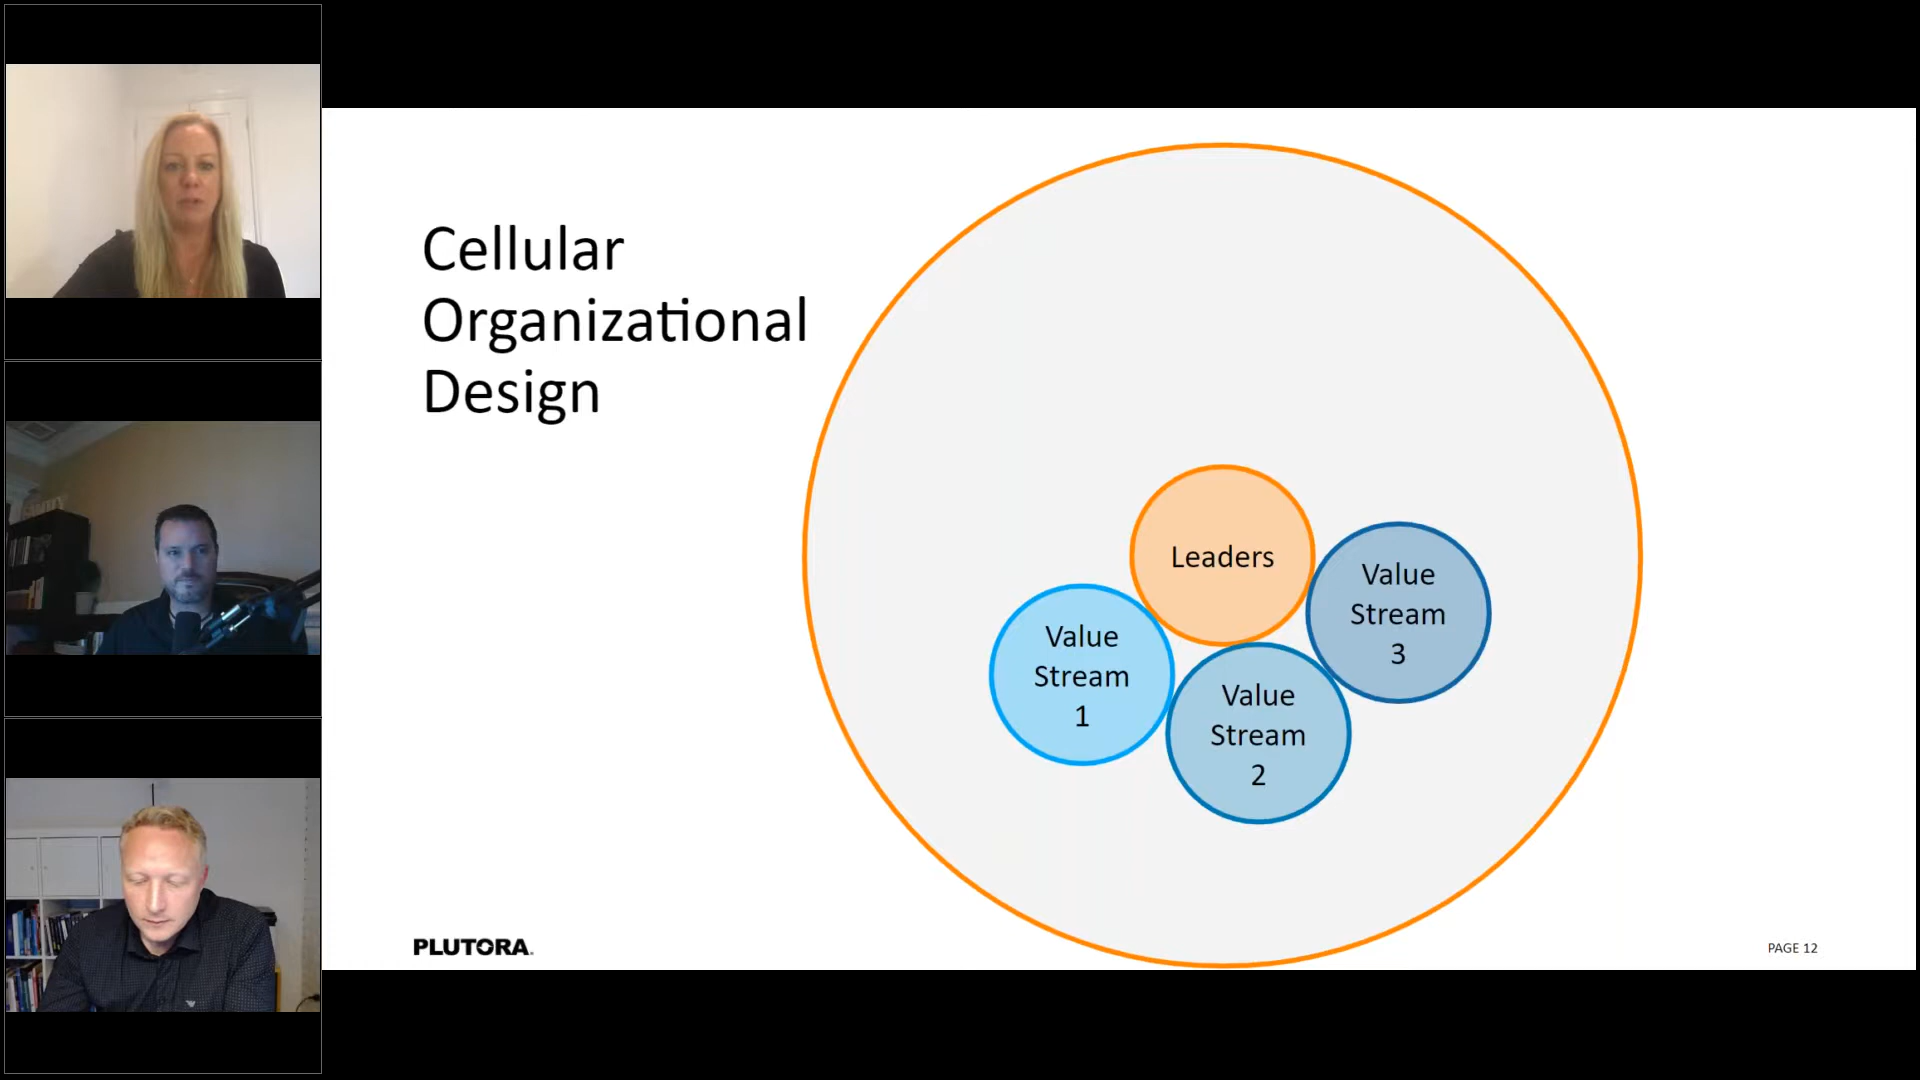 Cellular
Organizational
Design
Leaders
Value
Stream
1
Value
Stream
2
Value
Stream
3
PLUTORA
PAGE 12